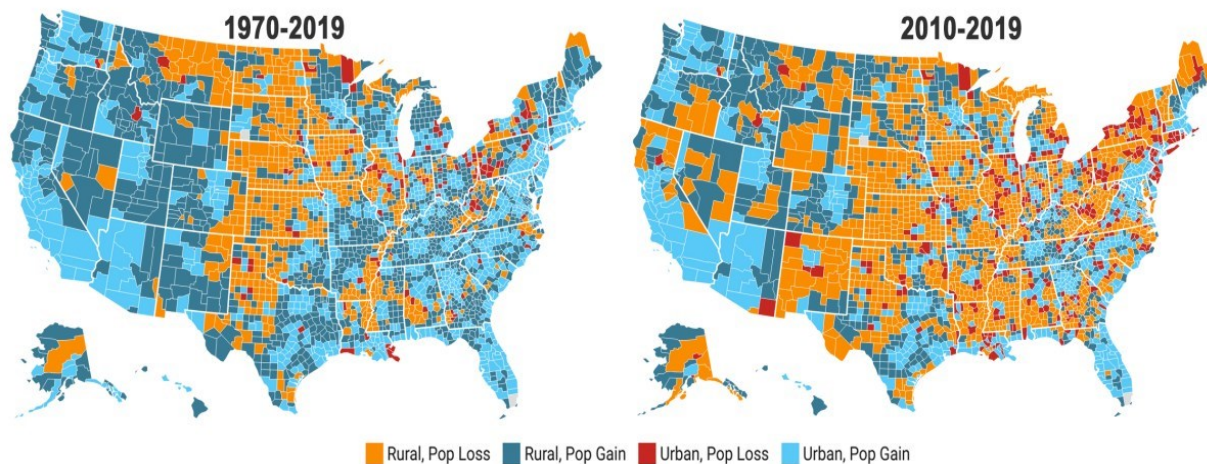 1970-2019
2010-2019
Rural, Pop Loss
Rural, Pop Gain
Urban, Pop Loss
Urban, Pop Gain